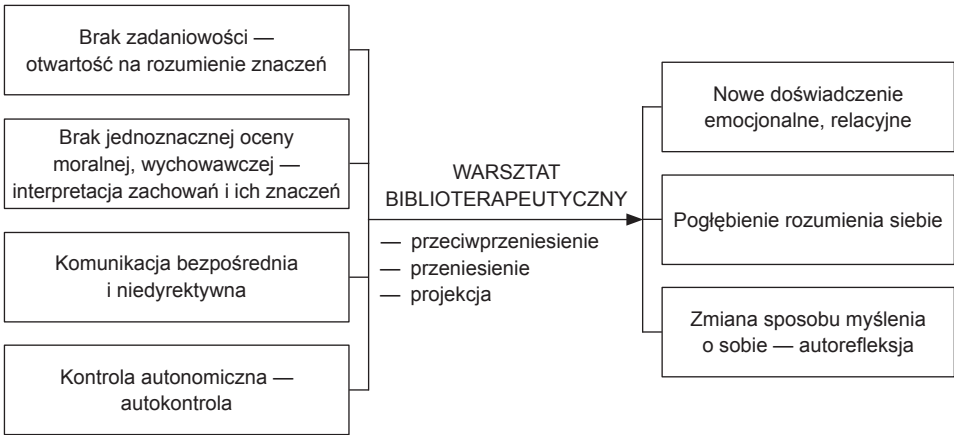 Brak zadaniowości —
otwartość na rozumienie znaczeń
Brak jednoznacznej oceny
moralnej, wychowawczej —
interpretacja zachowań i ich znaczeń
Komunikacja bezpośrednia
i niedyrektywna
Kontrola autonomiczna —
autokontrola
WARSZTAT
BIBLIOTERAPEUTYCZNY
— przeciwprzeniesienie
— przeniesienie
— projekcja
Nowe doświadczenie
emocjonalne, relacyjne
Pogłębienie rozumienia siebie
Zmiana sposobu myślenia
o sobie — autorefleksja